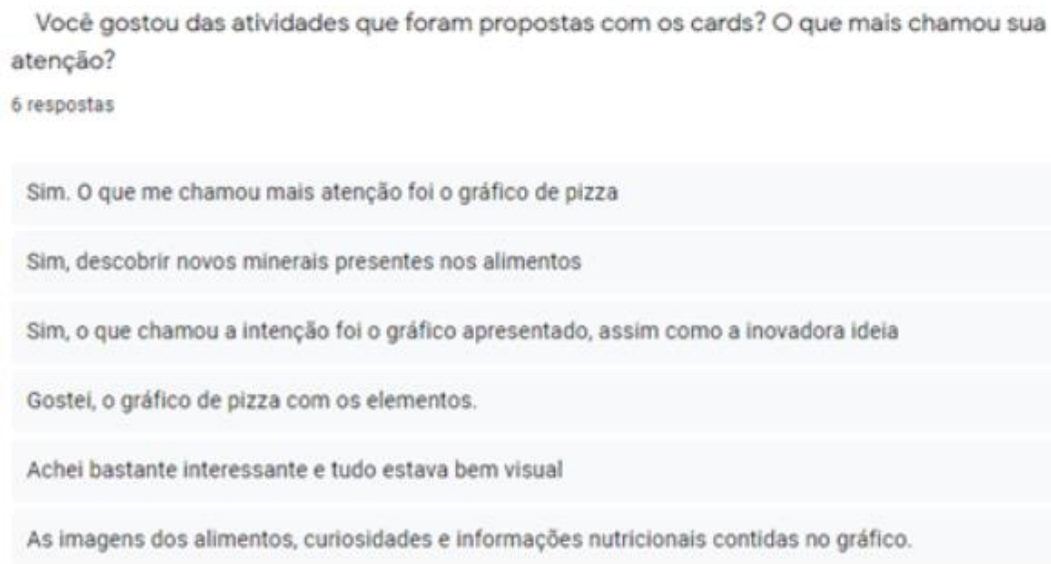 Você gostou das atividades que foram propostas com os cards? O que mais chamou sua
atenção?
6 respostas
Sim. O que me chamou mais atenção foi o gráfico de pizza
Sim, descobrir novos minerais presentes nos alimentos
Sim, o que chamou a intenção foi o gráfico apresentado, assim como a inovadora ideia
Gostei, o gráfico de pizza com os elementos.
Achei bastante interessante e tudo estava bem visual
As imagens dos alimentos, curiosidades e informações nutricionais contidas no gráfico.